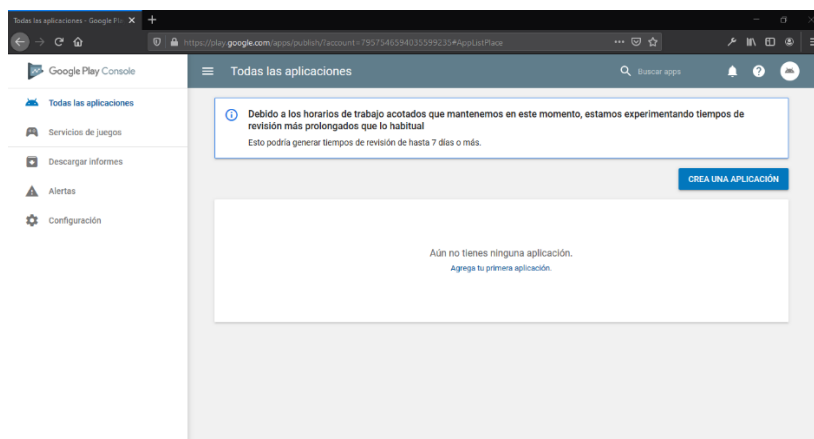 Todas las aplicaciones - Google Pla
https://play.google.com/apps/publish/?account=7957546594035599235#AppListPlace
Google Play Console
Todas las aplicaciones
Buscar apps
Todas las aplicaciones
Servicios de juegos
Descargar informes
Alertas
Configuración
Debido a los horarios de trabajo acotados que mantenemos en este momento, estamos experimentando tiempos de
revisión más prolongados que lo habitual
Esto podría generar tiempos de revisión de hasta 7 días o más.
CREA UNA APLICACIÓN
Aún no tienes ninguna aplicación.
Agrega tu primera aplicación.